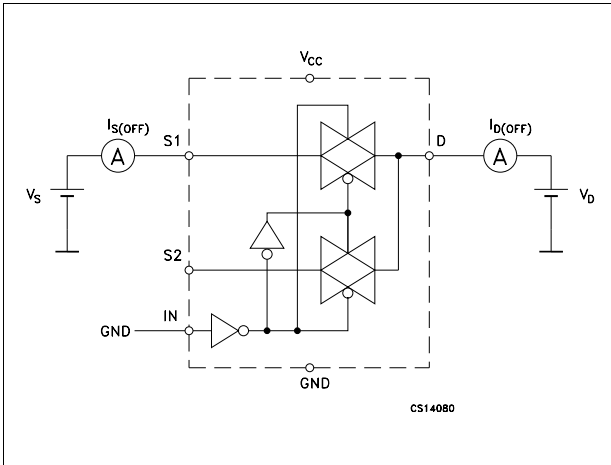 VCC
IS(OFF)
ID(OFF)
A
S1
D
A
VS
VD
S2
IN
GND
GND
CS14080